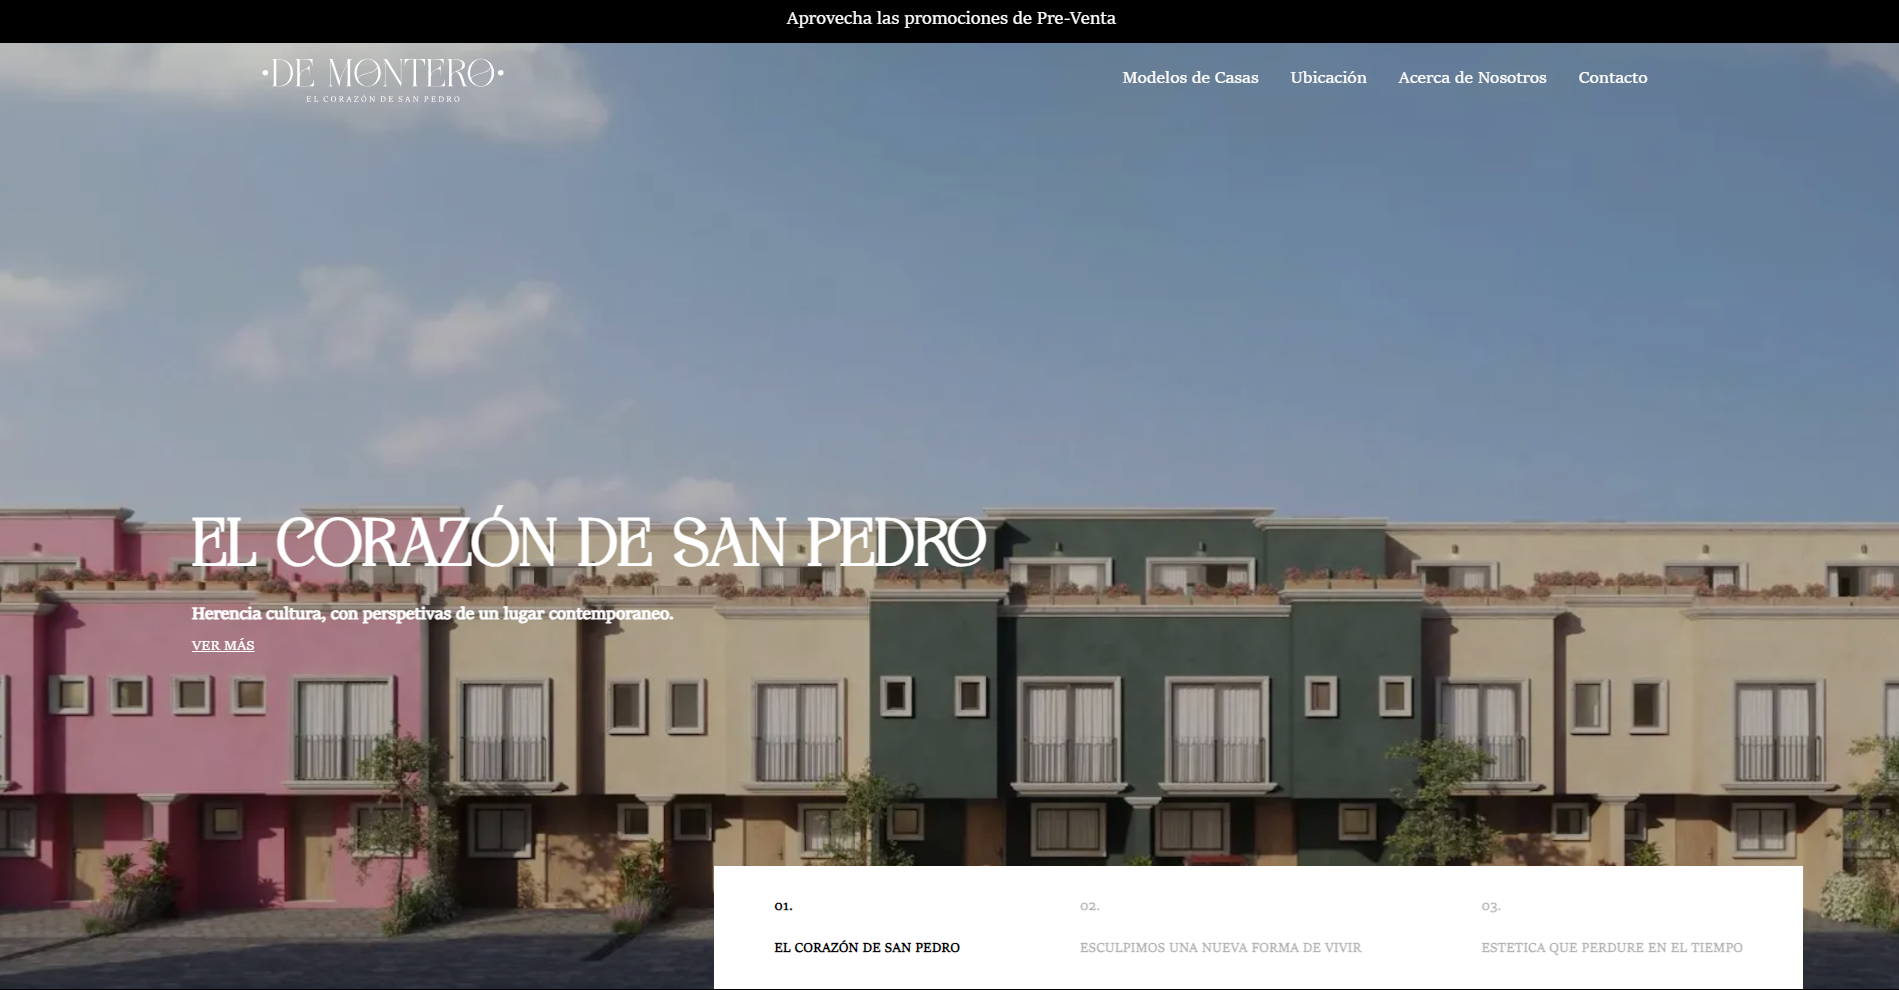 Aprovecha las promociones de Pre-Venta
·DE MONTERO·
EL CORAZÓN DE SAN PEDRO
Modelos de Casas
Ubicación
Acerca de Nosotros
Contacto
EL CORAZÓN DE SAN PEDRO
Herencia cultura, con perspetivas de un lugar contemporaneo.
VER MÁS
01.
EL CORAZÓN DE SAN PEDRO
02.
ESCULPIMOS UNA NUEVA FORMA DE VIVIR
03.
ESTETICA QUE PERDURE EN EL TIEMPO